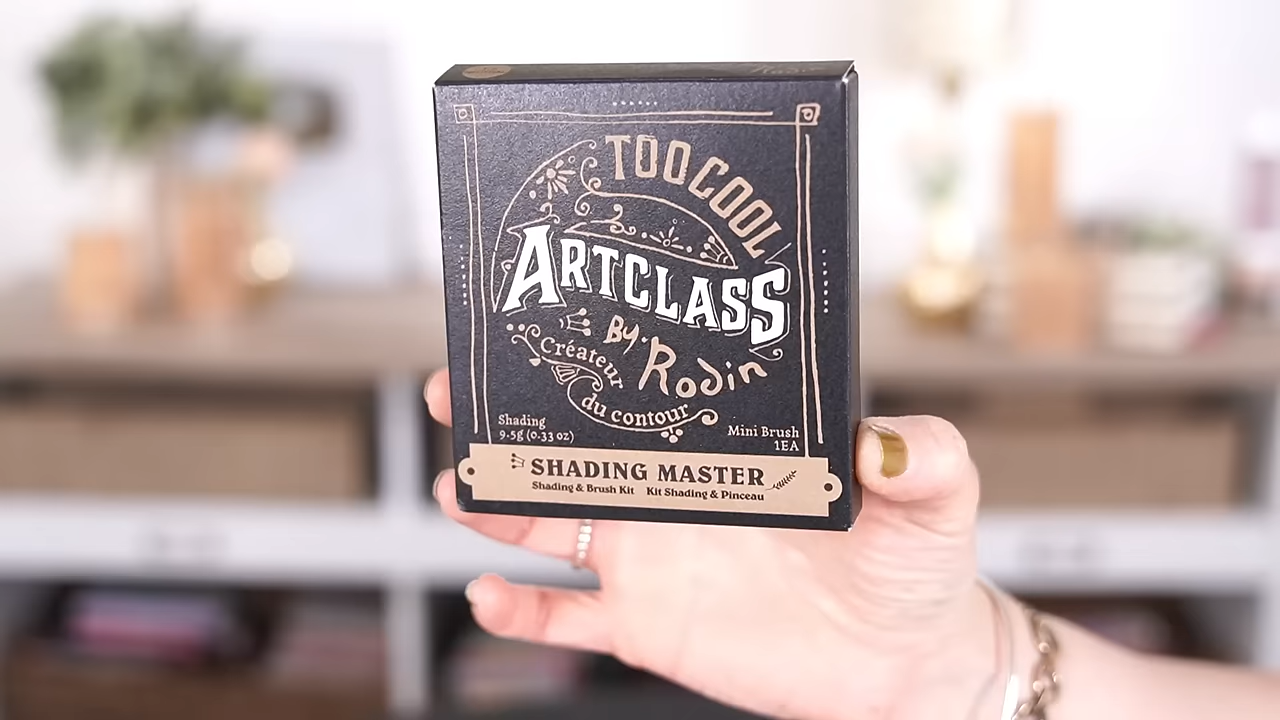 TOO COOL
ARTCLASS
By Rodin
Créateur
du contour
Shading
9.5g (0.33 oz)
Mini Brush
1EA
SHADING MASTER
Shading & Brush Kit Kit Shading & Pinceau